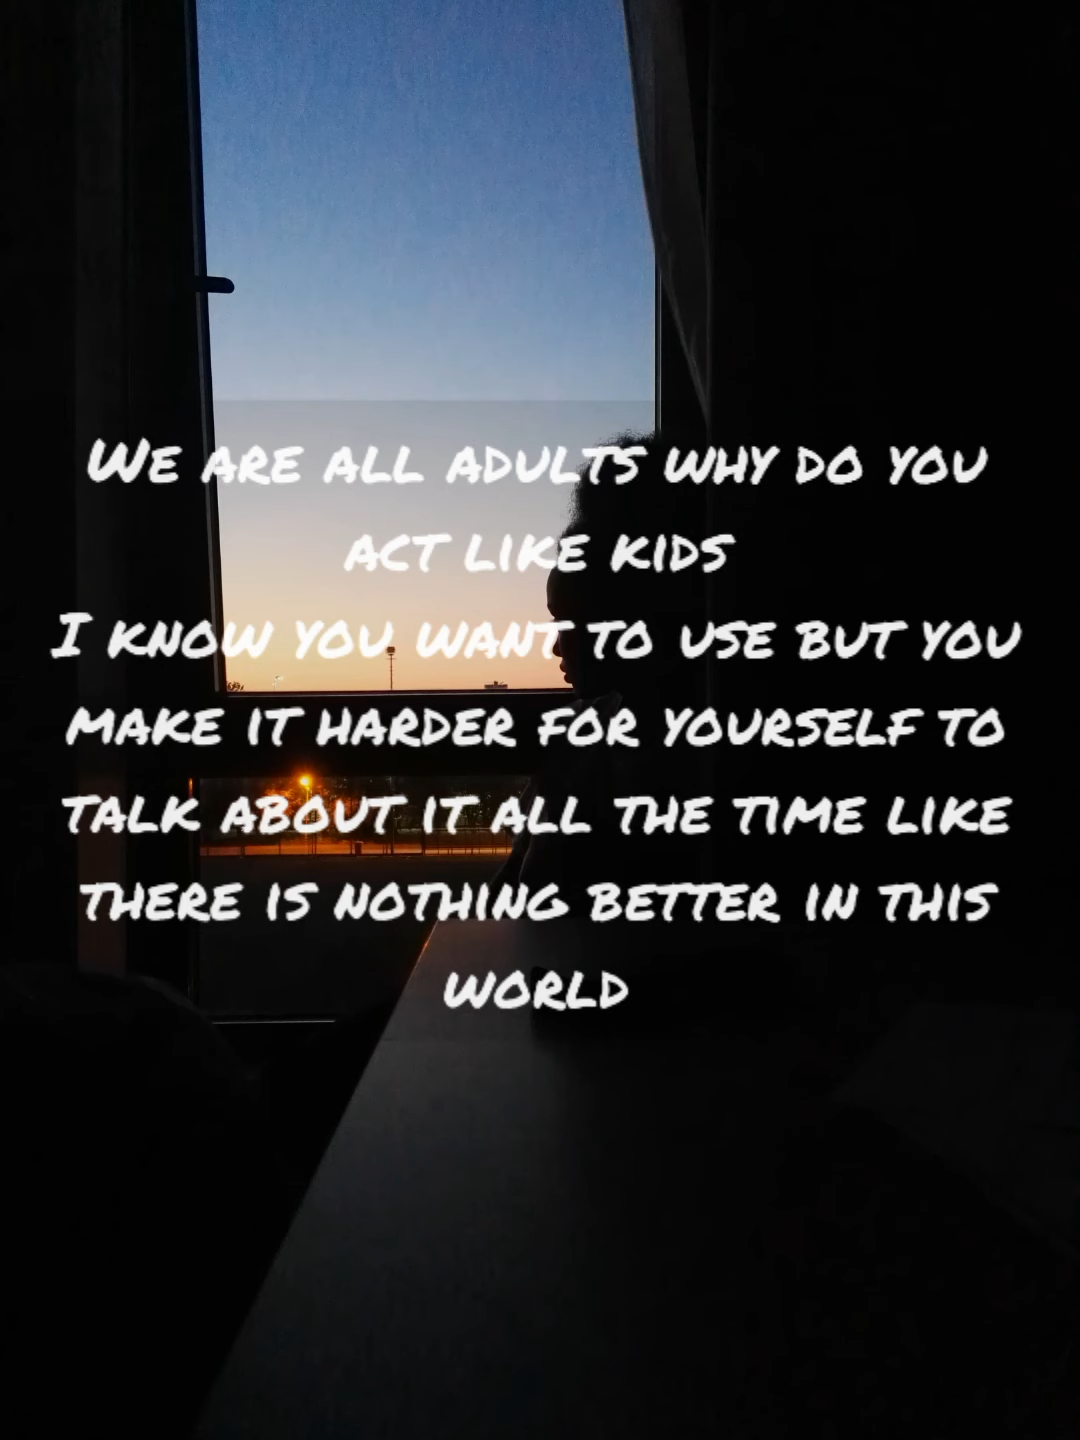 We are all adults why do you
act like kids
I know you want to use but you
make it harder for yourself to
talk about it all the time like
there is nothing better in this
world